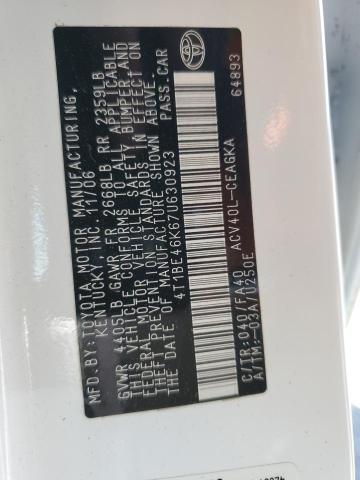 MFD.BY:TOYOTA MOTOR MANUFACTURING,
KENTUCKY, INC. 11/06
GVWR 4405LB GAWR FR 2668LB RR 2359LB
THIS VEHICLE CONFORMS TO ALL APPLICABLE
FEDERAL MOTOR VEHICLE SAFETY, BUMPER, AND
THEFT PREVENTION STANDARDS IN EFFECT ON
THE DATE OF MANUFACTURE SHOWN ABOVE.
4T1BE46K67U630923 PASS.CAR
C/TR:040/FA40 ACV40L-CEAGKA
A/TM:-03A/U250E 64893